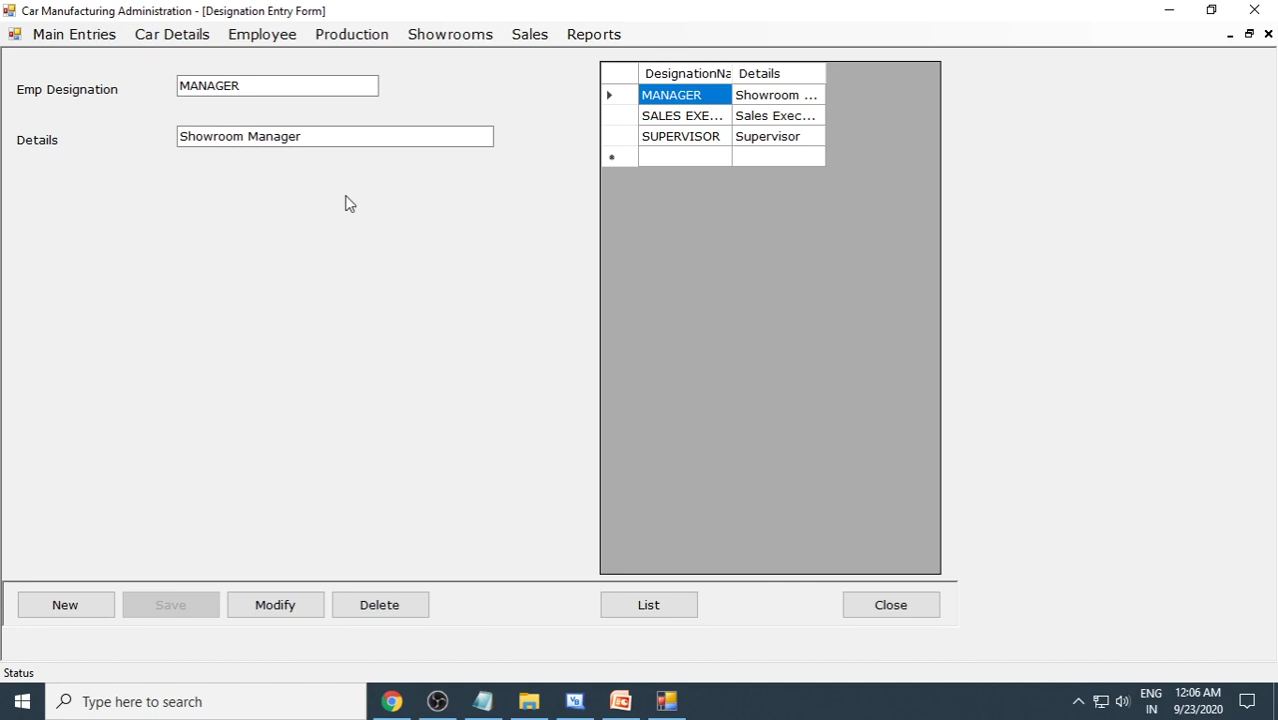 Car Manufacturing Administration - [Designation Entry Form]
Main Entries Car Details Employee Production Showrooms Sales Reports
Emp Designation MANAGER
Details Showroom Manager
DesignationNa Details
MANAGER Showroom ...
SALES EXE... Sales Exec...
SUPERVISOR Supervisor
New Save Modify Delete List Close
Status
Type here to search
ENG
IN
12:06 AM
9/23/2020